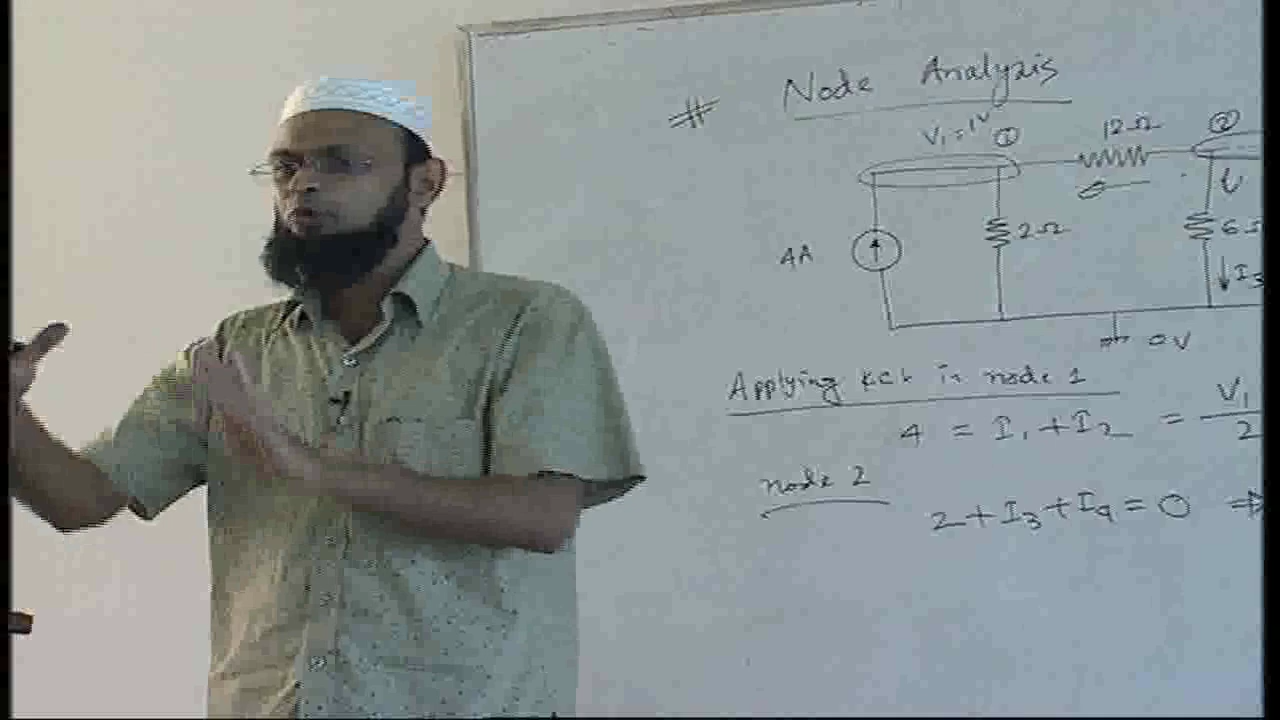 # Node Analysis
V₁ = 1V ① 12Ω ②
4A 2Ω 6Ω
I₃
0V
Applying KCL in node 1
4 = I₁ + I₂ = V₁/2
node 2
2 + I₃ + I₄ = 0 ⇒